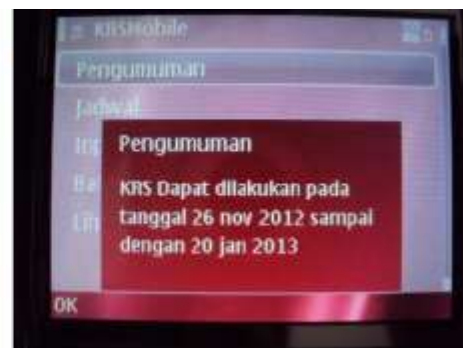 KRSMobile
Pengumuman
Jadwal
Pengumuman
KRS Dapat dilakukan pada
tanggal 26 nov 2012 sampai
dengan 20 jan 2013
OK